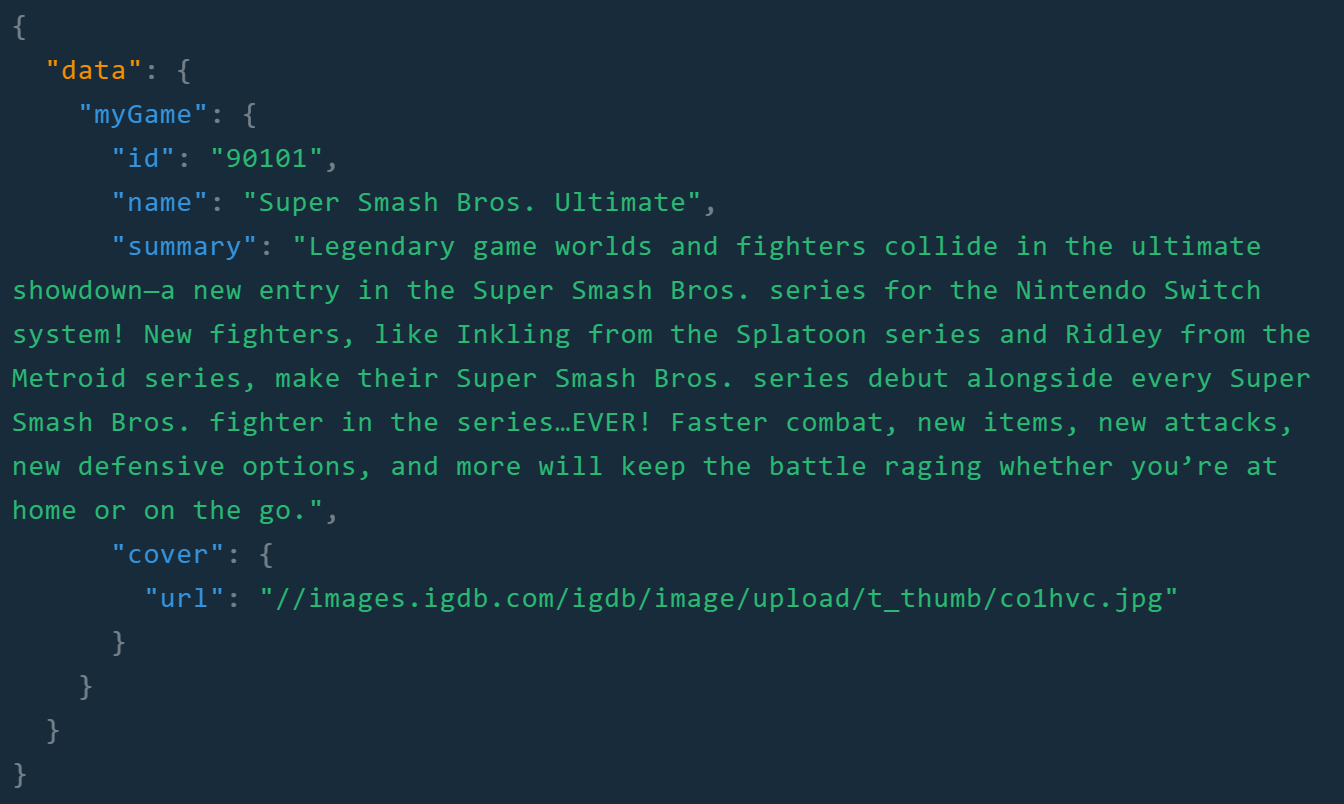 {
  "data": {
    "myGame": {
      "id": "90101",
      "name": "Super Smash Bros. Ultimate",
      "summary": "Legendary game worlds and fighters collide in the ultimate
showdown—a new entry in the Super Smash Bros. series for the Nintendo Switch
system! New fighters, like Inkling from the Splatoon series and Ridley from the
Metroid series, make their Super Smash Bros. series debut alongside every Super
Smash Bros. fighter in the series…EVER! Faster combat, new items, new attacks,
new defensive options, and more will keep the battle raging whether you’re at
home or on the go.",
      "cover": {
        "url": "//images.igdb.com/igdb/image/upload/t_thumb/co1hvc.jpg"
      }
    }
  }
}